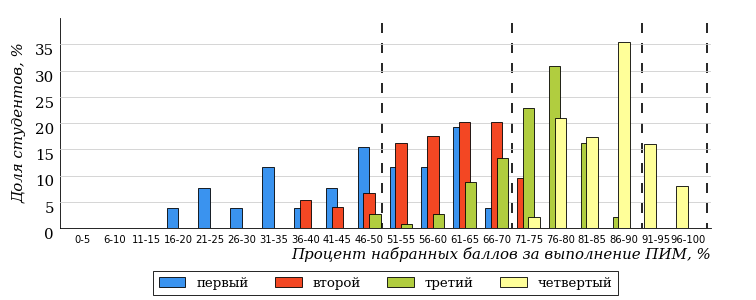 Доля студентов, %
35
30
25
20
15
10
5
0
0-5 6-10 11-15 16-20 21-25 26-30 31-35 36-40 41-45 46-50 51-55 56-60 61-65 66-70 71-75 76-80 81-85 86-90 91-95 96-100
Процент набранных баллов за выполнение ПИМ, %
первый второй третий четвертый